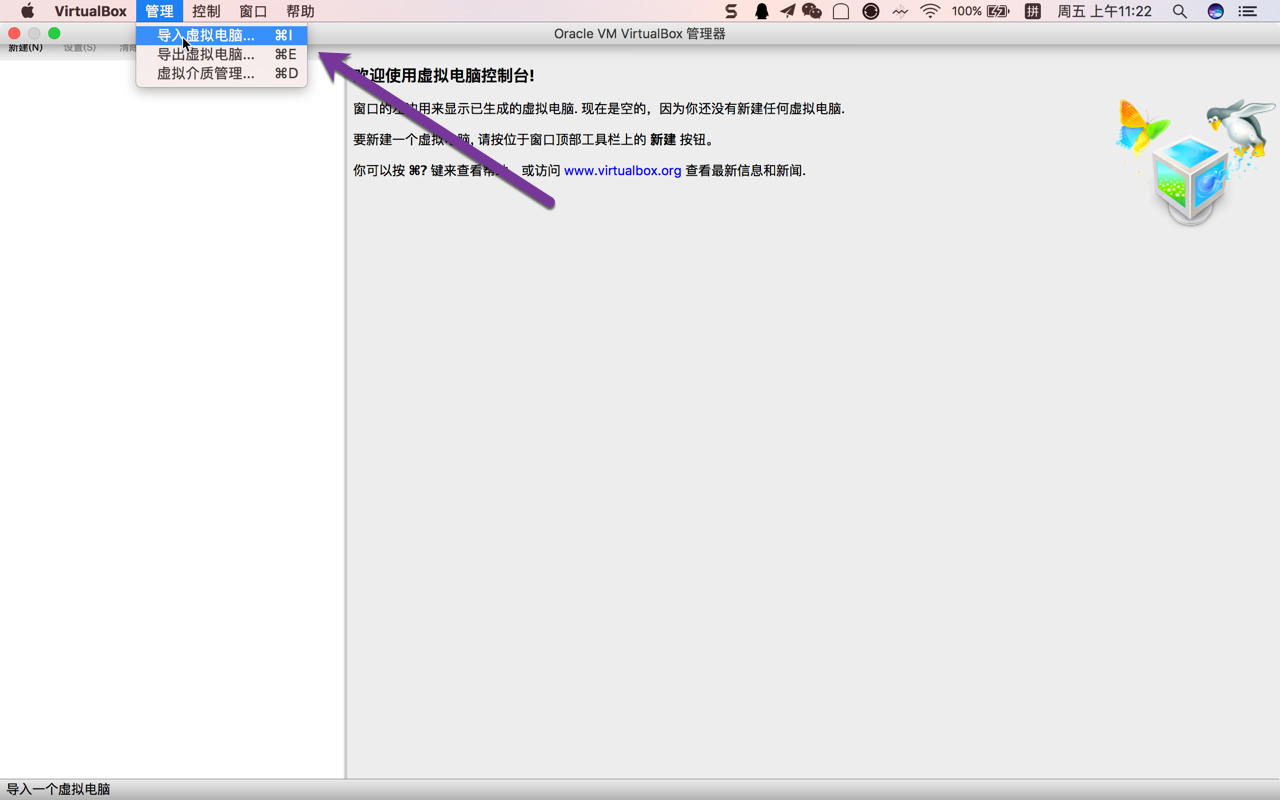 VirtualBox 管理 控制 窗口 帮助 100% 拼 周五 上午11:22
Oracle VM VirtualBox 管理器
导入虚拟电脑... ⌘I
导出虚拟电脑... ⌘E
虚拟介质管理... ⌘D
新建(N) 设置(S)
欢迎使用虚拟电脑控制台!
窗口的左边用来显示已生成的虚拟电脑. 现在是空的，因为你还没有新建任何虚拟电脑.
要新建一个虚拟电脑, 请按位于窗口顶部工具栏上的 新建 按钮。
你可以按 ⌘? 键来查看帮助，或访问 www.virtualbox.org 查看最新信息和新闻.
导入一个虚拟电脑